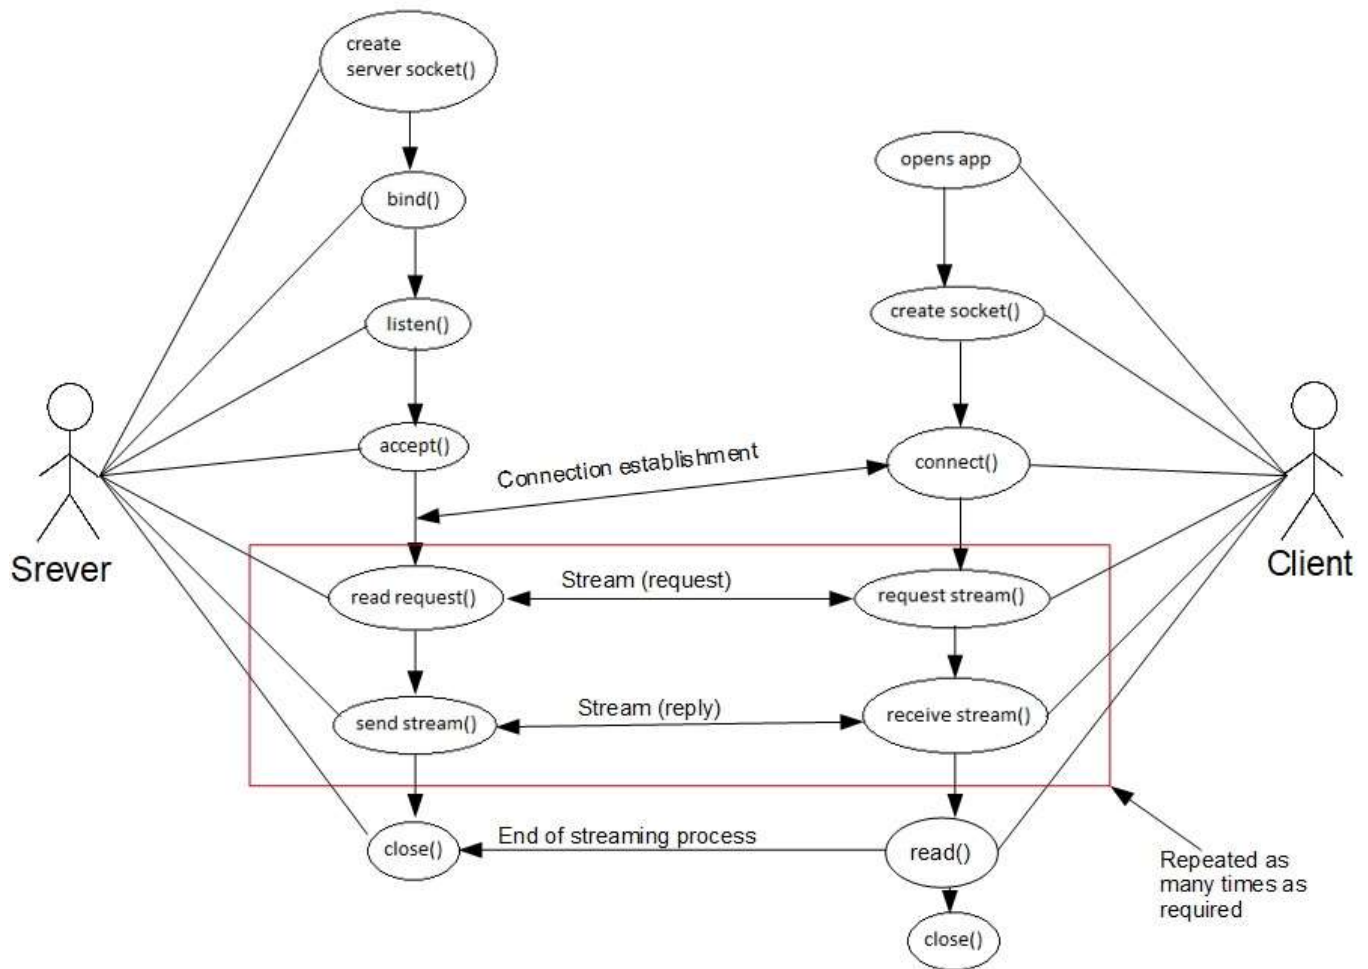 create
server socket()
opens app
bind()
create socket()
listen()
accept()
Connection establishment
connect()
Srever
Client
read request()
Stream (request)
request stream()
send stream()
Stream (reply)
receive stream()
close()
End of streaming process
read()
Repeated as
many times as
required
close()